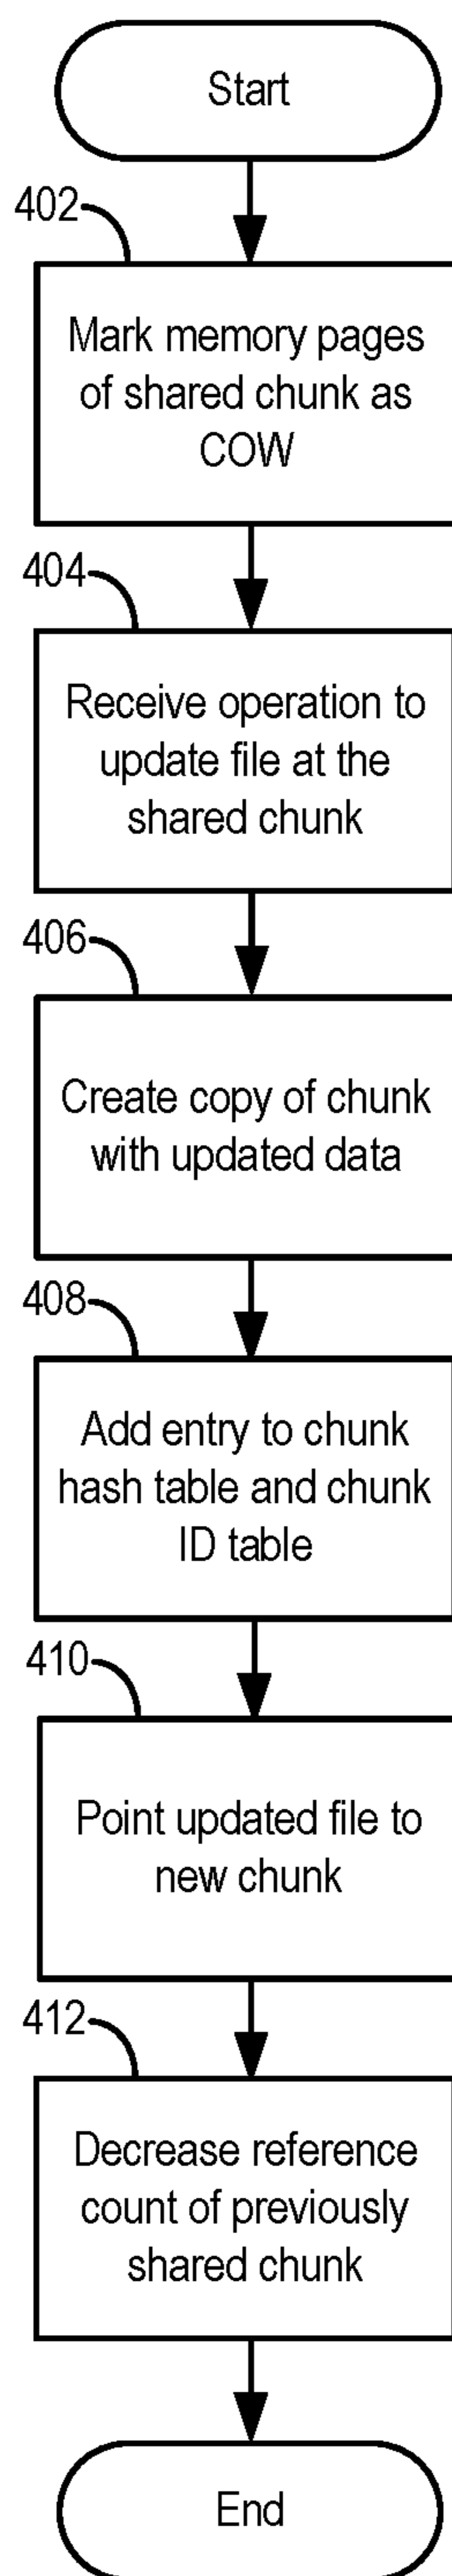 Start
402
Mark memory pages
of shared chunk as
COW
404
Receive operation to
update file at the
shared chunk
406
Create copy of chunk
with updated data
408
Add entry to chunk
hash table and chunk
ID table
410
Point updated file to
new chunk
412
Decrease reference
count of previously
shared chunk
End